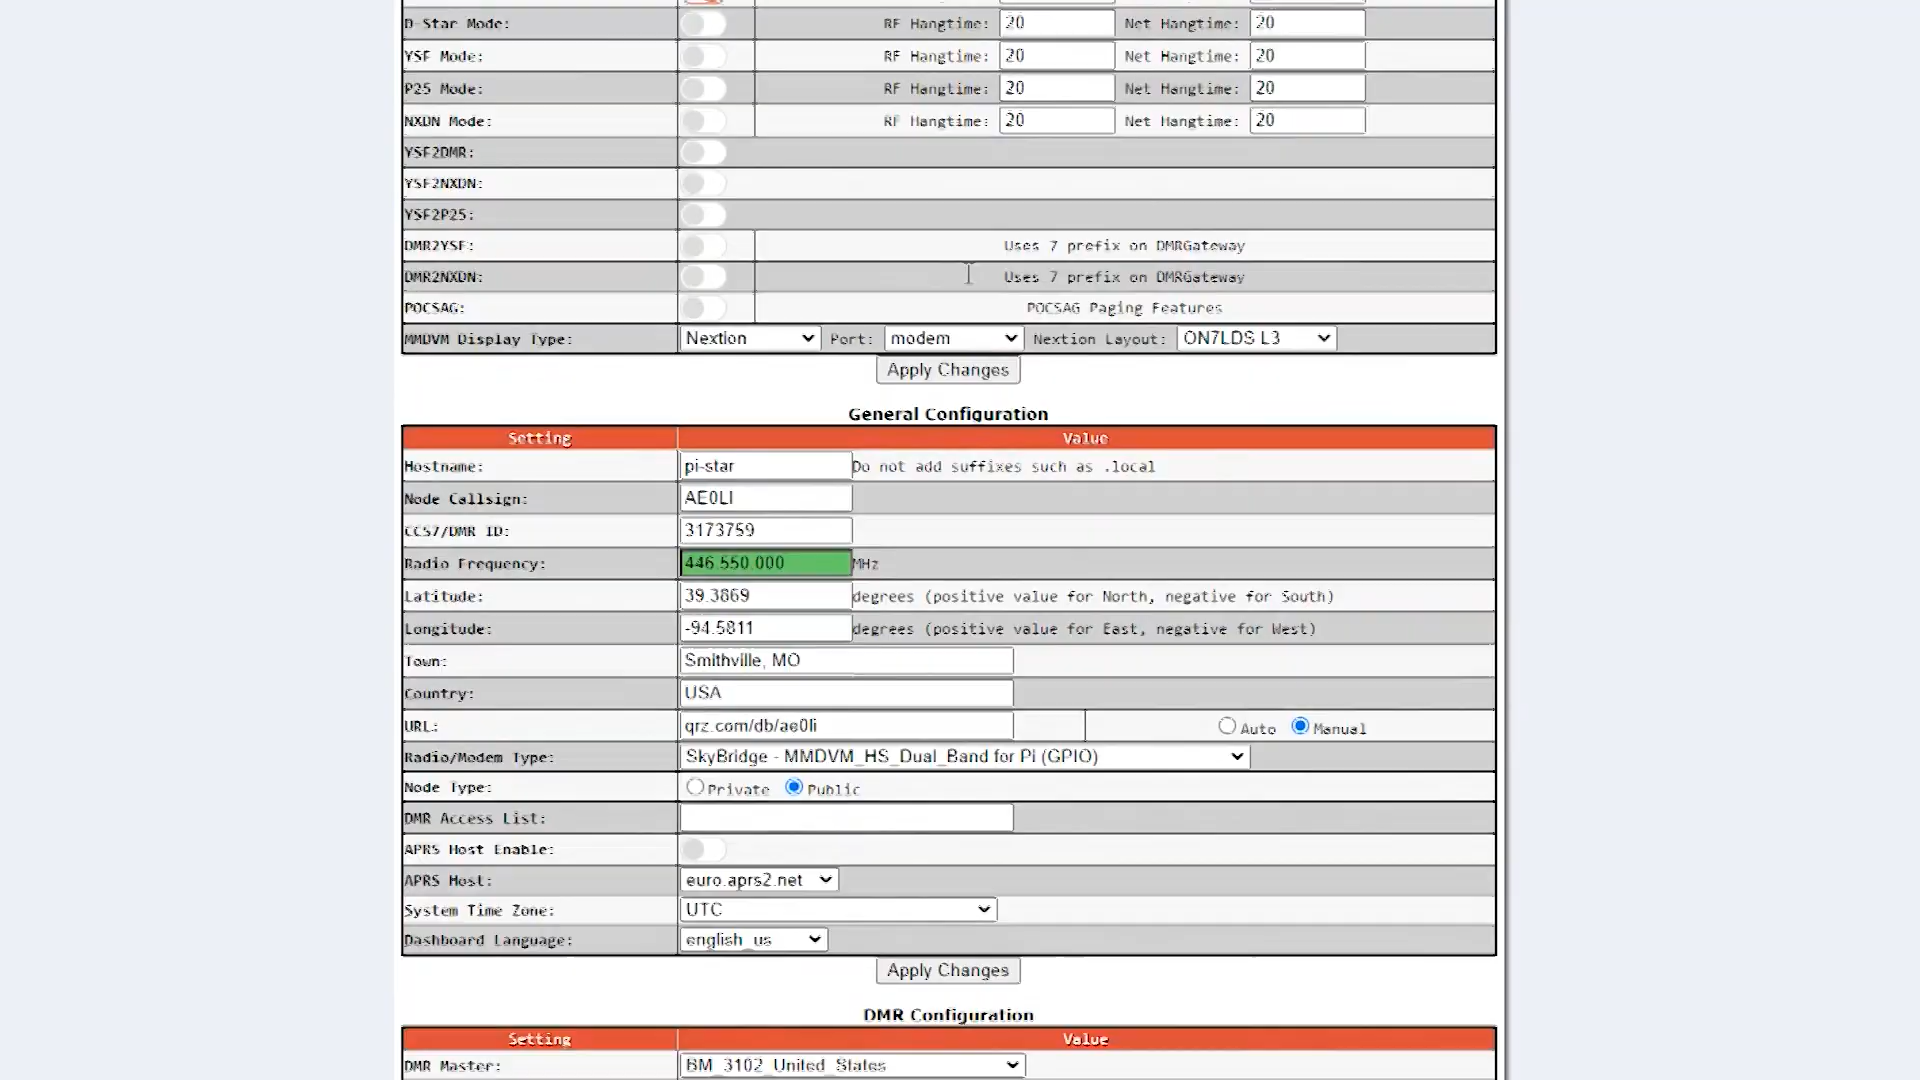 D-Star Mode: RF Hangtime: 20 Net Hangtime: 20
YSF Mode: RF Hangtime: 20 Net Hangtime: 20
P25 Mode: RF Hangtime: 20 Net Hangtime: 20
NXDN Mode: RF Hangtime: 20 Net Hangtime: 20
YSF2DMR:
YSF2NXDN:
YSF2P25:
DMR2YSF: Uses 7 prefix on DMRGateway
DMR2NXDN: Uses 7 prefix on DMRGateway
POCSAG: POCSAG Paging Features
MMDVM Display Type: Nextion Port: modem Nextion Layout: ON7LDS L3
Apply Changes
General Configuration
Setting Value
Hostname: pi-star Do not add suffixes such as .local
Node Callsign: AE0LI
CCS7/DMR ID: 3173759
Radio Frequency: 446.550.000 MHz
Latitude: 39.3869 degrees (positive value for North, negative for South)
Longitude: -94.5811 degrees (positive value for East, negative for West)
Town: Smithville, MO
Country: USA
URL: qrz.com/db/ae0li Auto Manual
Radio/Modem Type: SkyBridge - MMDVM_HS_Dual_Band for Pi (GPIO)
Node Type: Private Public
DMR Access List:
APRS Host Enable:
APRS Host: euro.aprs2.net
System Time Zone: UTC
Dashboard Language: english_us
Apply Changes
DMR Configuration
Setting Value
DMR Master: BM_3102_United_States